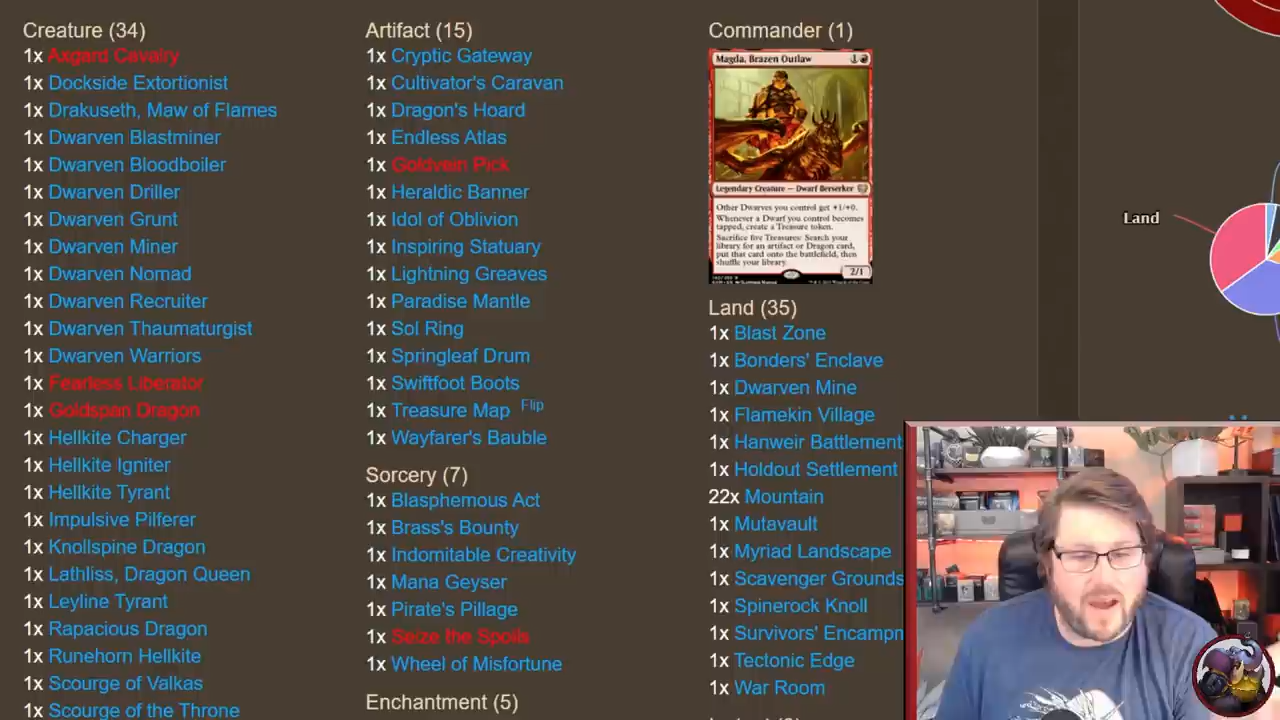 Creature (34)
1x Axgard Cavalry
1x Dockside Extortionist
1x Drakuseth, Maw of Flames
1x Dwarven Blastminer
1x Dwarven Bloodboiler
1x Dwarven Driller
1x Dwarven Grunt
1x Dwarven Miner
1x Dwarven Nomad
1x Dwarven Recruiter
1x Dwarven Thaumaturgist
1x Dwarven Warriors
1x Fearless Liberator
1x Goldspan Dragon
1x Hellkite Charger
1x Hellkite Igniter
1x Hellkite Tyrant
1x Impulsive Pilferer
1x Knollspine Dragon
1x Lathliss, Dragon Queen
1x Leyline Tyrant
1x Rapacious Dragon
1x Runehorn Hellkite
1x Scourge of Valkas
1x Scourge of the Throne
Artifact (15)
1x Cryptic Gateway
1x Cultivator's Caravan
1x Dragon's Hoard
1x Endless Atlas
1x Goldvein Pick
1x Heraldic Banner
1x Idol of Oblivion
1x Inspiring Statuary
1x Lightning Greaves
1x Paradise Mantle
1x Sol Ring
1x Springleaf Drum
1x Swiftfoot Boots
1x Treasure Map Flip
1x Wayfarer's Bauble
Sorcery (7)
1x Blasphemous Act
1x Brass's Bounty
1x Indomitable Creativity
1x Mana Geyser
1x Pirate's Pillage
1x Seize the Spoils
1x Wheel of Misfortune
Enchantment (5)
Commander (1)
Magda, Brazen Outlaw 1
Legendary Creature — Dwarf Berserker
Other Dwarves you control get +1/+0.
Whenever a Dwarf you control becomes
tapped, create a Treasure token.
Sacrifice five Treasures: Search your
library for an artifact or Dragon card,
put that card onto the battlefield, then
shuffle your library.
2/1
Land (35)
1x Blast Zone
1x Bonders' Enclave
1x Dwarven Mine
1x Flamekin Village
1x Hanweir Battlement
1x Holdout Settlement
22x Mountain
1x Mutavault
1x Myriad Landscape
1x Scavenger Grounds
1x Spinerock Knoll
1x Survivors' Encampn
1x Tectonic Edge
1x War Room
Land